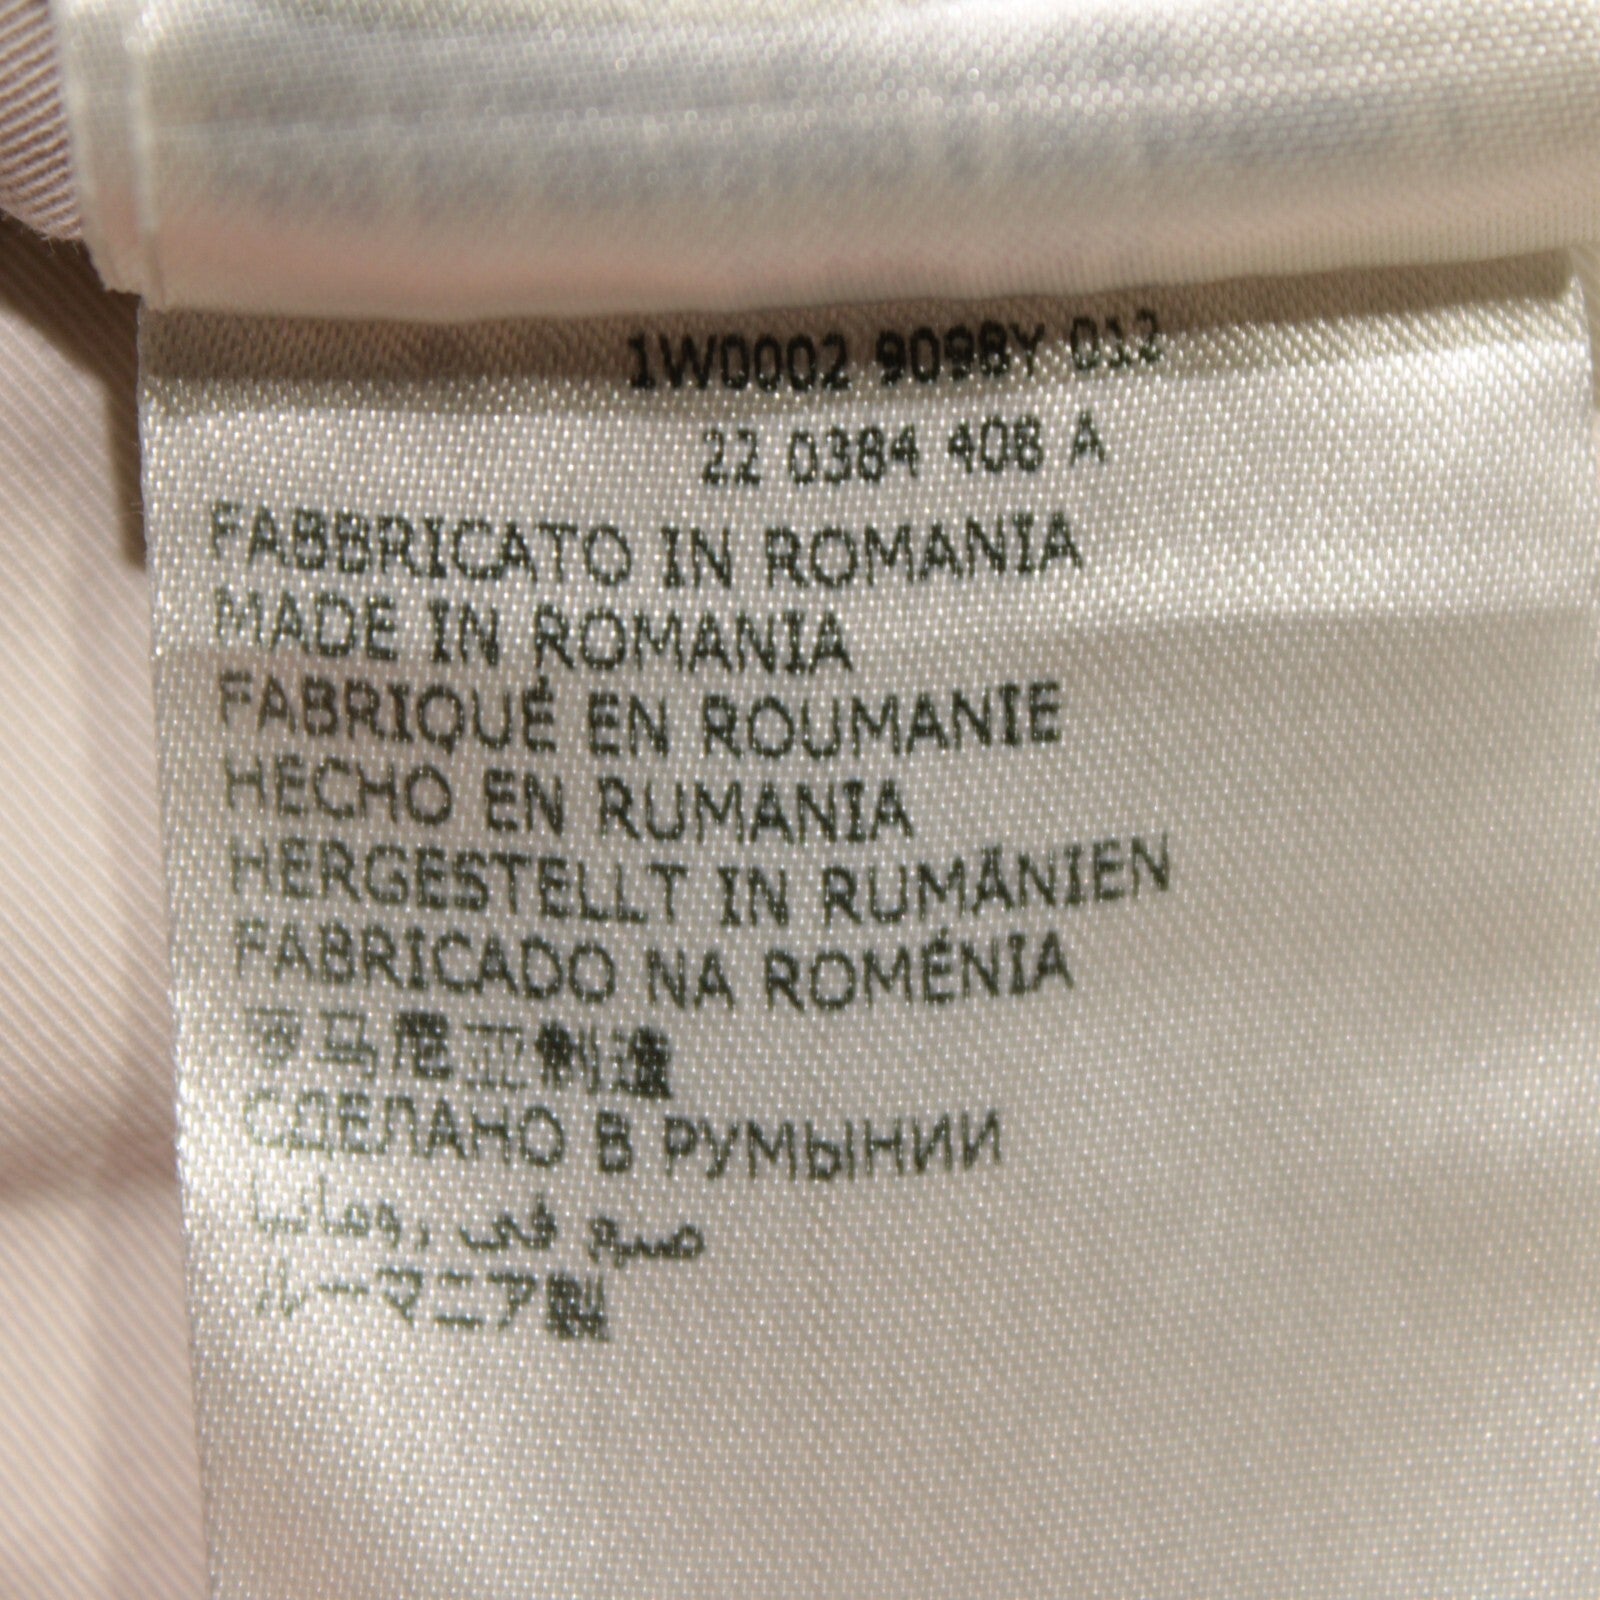 1W0002 9098Y 012
22 0384 408 A
FABBRICATO IN ROMANIA
MADE IN ROMANIA
FABRIQUÉ EN ROUMANIE
HECHO EN RUMANIA
HERGESTELLT IN RUMÄNIEN
FABRICADO NA ROMÉNIA
罗马尼亚制造
СДЕЛАНО В РУМЫНИИ
صنع في رومانيا
ルーマニア製